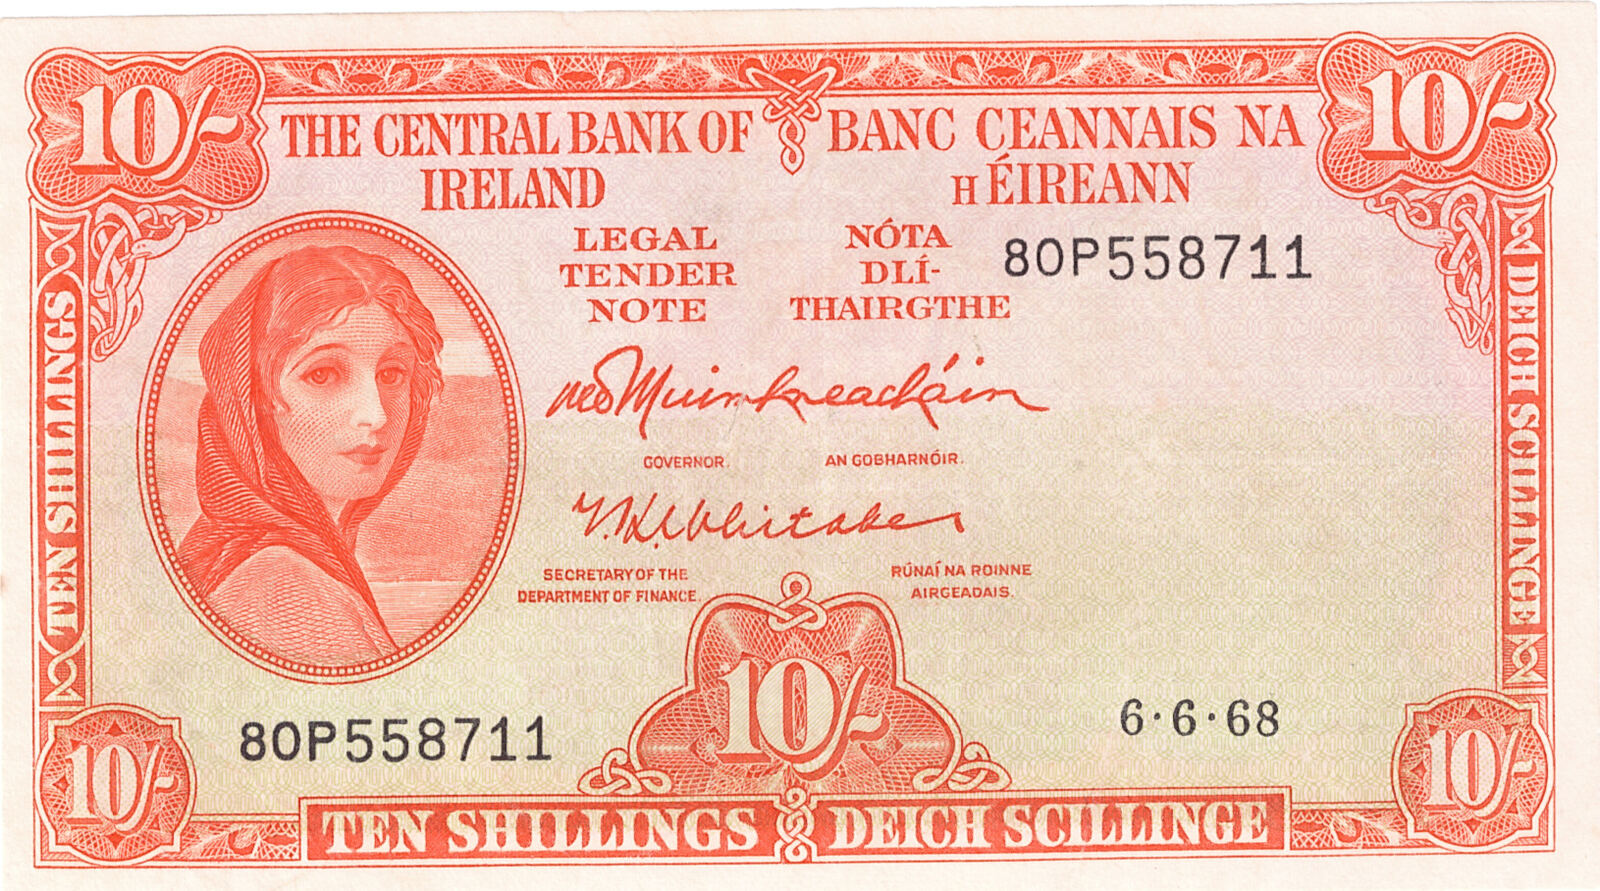 10/-
10/-
THE CENTRAL BANK OF
IRELAND
BANC CEANNAIS NA
H ÉIREANN
LEGAL
TENDER
NOTE
NÓTA
DLÍ-
THAIRGTHE
80P558711
TEN SHILLINGS
DEICH SCILLINGE
GOVERNOR.
AN GOBHARNÓIR.
T.K. Whitaker
SECRETARY OF THE
DEPARTMENT OF FINANCE.
RÚNAÍ NA ROINNE
AIRGEADAIS.
80P558711
10/-
6·6·68
10/-
10/-
TEN SHILLINGS
DEICH SCILLINGE